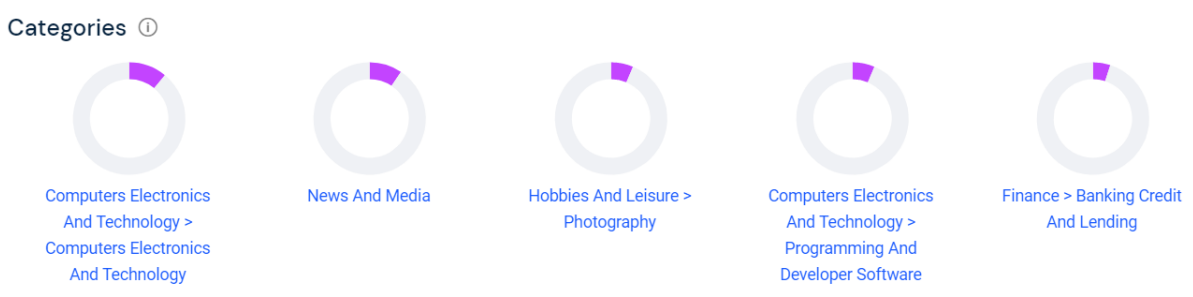 Categories
Computers Electronics
And Technology >
Computers Electronics
And Technology
News And Media
Hobbies And Leisure >
Photography
Computers Electronics
And Technology >
Programming And
Developer Software
Finance > Banking Credit
And Lending